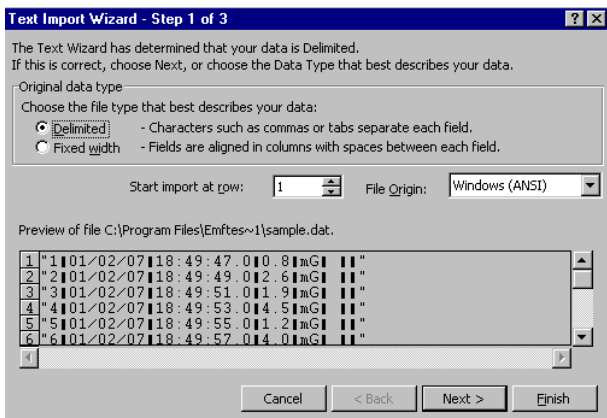 Text Import Wizard - Step 1 of 3
The Text Wizard has determined that your data is Delimited.
If this is correct, choose Next, or choose the Data Type that best describes your data.
Original data type
Choose the file type that best describes your data:
Delimited - Characters such as commas or tabs separate each field.
Fixed width - Fields are aligned in columns with spaces between each field.
Start import at row: 1 File Origin: Windows (ANSI)
Preview of file C:\Program Files\Emftes~1\sample.dat.
1 "1▮01/02/07▮18:49:47.0▮0.8▮mG▮ ▮▮"
2 "2▮01/02/07▮18:49:49.0▮2.6▮mG▮ ▮▮"
3 "3▮01/02/07▮18:49:51.0▮1.9▮mG▮ ▮▮"
4 "4▮01/02/07▮18:49:53.0▮4.5▮mG▮ ▮▮"
5 "5▮01/02/07▮18:49:55.0▮1.2▮mG▮ ▮▮"
6 "6▮01/02/07▮18:49:57.0▮4.0▮mG▮ ▮▮"
Cancel < Back Next > Finish